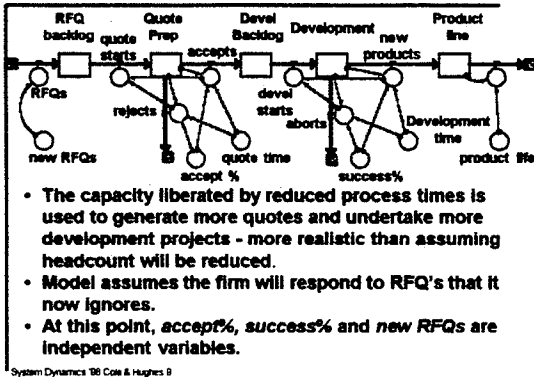 RFQ backlog
Quote Prep
Devel Backlog
Development
new products
Product line
quote starts
accepts
RFQs
rejects
devel starts
aborts
Development time
new RFQs
quote time
product life
accept %
success%
• The capacity liberated by reduced process times is
used to generate more quotes and undertake more
development projects - more realistic than assuming
headcount will be reduced.
• Model assumes the firm will respond to RFQ's that it
now ignores.
• At this point, accept%, success% and new RFQs are
independent variables.
System Dynamics '98 Cole & Hughes 9